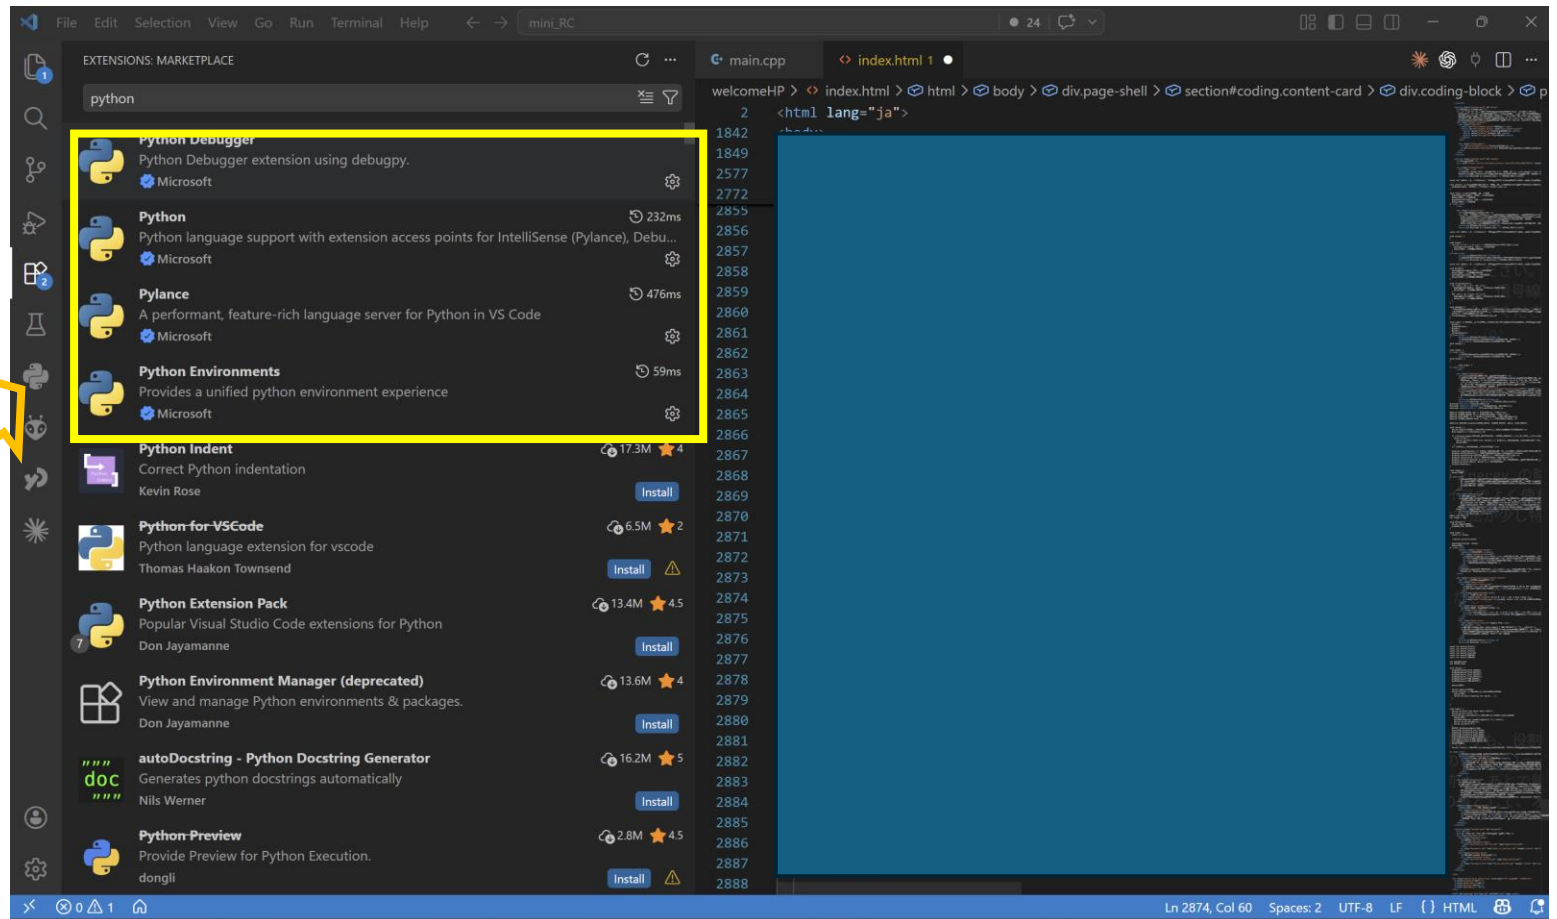 File Edit Selection View Go Run Terminal Help mini_RC 24
EXTENSIONS: MARKETPLACE
python
Python Debugger
Python Debugger extension using debugpy.
Microsoft
Python 232ms
Python language support with extension access points for IntelliSense (Pylance), Debu...
Microsoft
Pylance 476ms
A performant, feature-rich language server for Python in VS Code
Microsoft
Python Environments 59ms
Provides a unified python environment experience
Microsoft
Python Indent 17.3M 4
Correct Python indentation
Kevin Rose Install
Python for VSCode 6.5M 2
Python language extension for vscode
Thomas Haakon Townsend Install
Python Extension Pack 13.4M 4.5
Popular Visual Studio Code extensions for Python
7
Don Jayamanne Install
Python Environment Manager (deprecated) 13.6M 4
View and manage Python environments & packages.
Don Jayamanne Install
autoDocstring - Python Docstring Generator 16.2M 5
doc
Generates python docstrings automatically
Nils Werner Install
Python Preview 2.8M 4.5
Provide Preview for Python Execution.
dongli Install
1
2
main.cpp index.html 1
welcomeHP > index.html > html > body > div.page-shell > section#coding.content-card > div.coding-block > p
2 <html lang="ja">
1842 <body>
1849
2577
2772
2855
2856
2857
2858
2859
2860
2861
2862
2863
2864
2865
2866
2867
2868
2869
2870
2871
2872
2873
2874
2875
2876
2877
2878
2879
2880
2881
2882
2883
2884
2885
2886
2887
2888
0 1 Ln 2874, Col 60 Spaces: 2 UTF-8 LF {} HTML